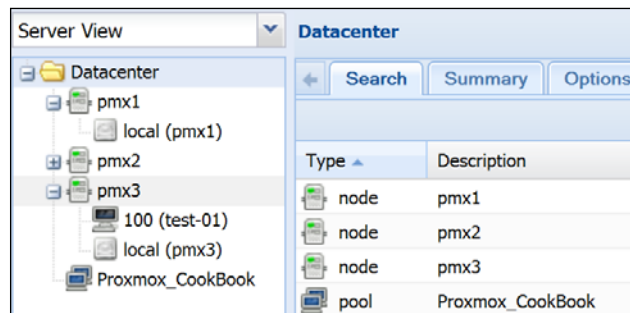 Server View
Datacenter
pmx1
local (pmx1)
pmx2
pmx3
100 (test-01)
local (pmx3)
Proxmox_CookBook
Datacenter
Search Summary Options
Type Description
node pmx1
node pmx2
node pmx3
pool Proxmox_CookBook